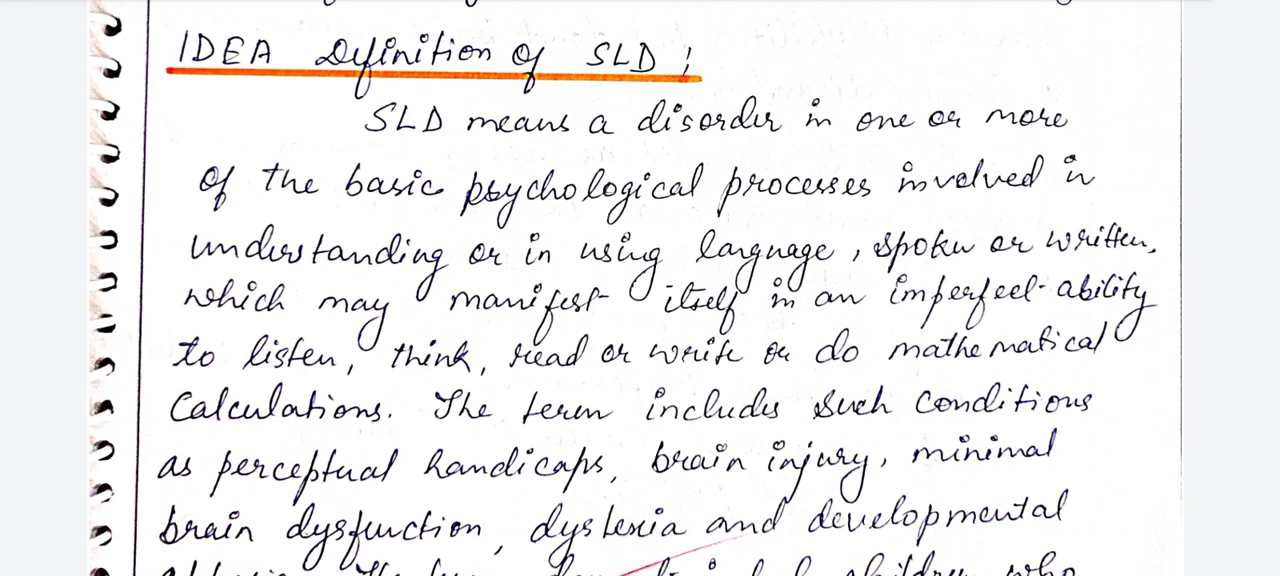 IDEA Definition of SLD :
SLD means a disorder in one or more
of the basic psychological processes involved in
understanding or in using language, spoken or written,
which may manifest itself in an imperfect ability
to listen, think, read or write or do mathematical
Calculations. The term includes such conditions
as perceptual handicaps, brain injury, minimal
brain dysfunction, dyslexia and developmental
children who